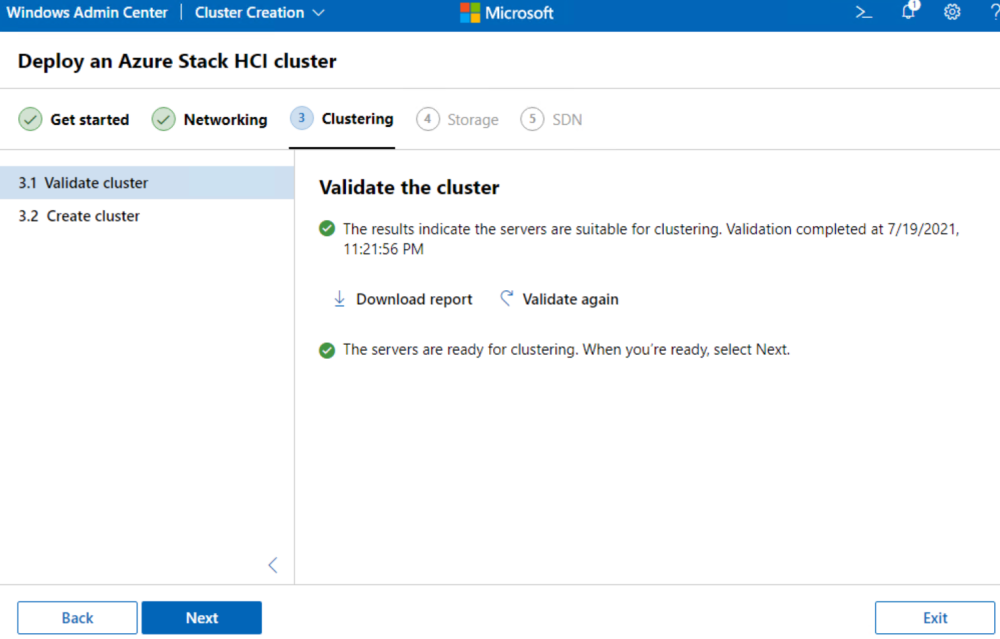 Windows Admin Center | Cluster Creation Microsoft >_ 1 ?
Deploy an Azure Stack HCI cluster
Get started Networking 3 Clustering 4 Storage 5 SDN
3.1 Validate cluster
3.2 Create cluster
Validate the cluster
The results indicate the servers are suitable for clustering. Validation completed at 7/19/2021,
11:21:56 PM
Download report Validate again
The servers are ready for clustering. When you're ready, select Next.
Back Next Exit